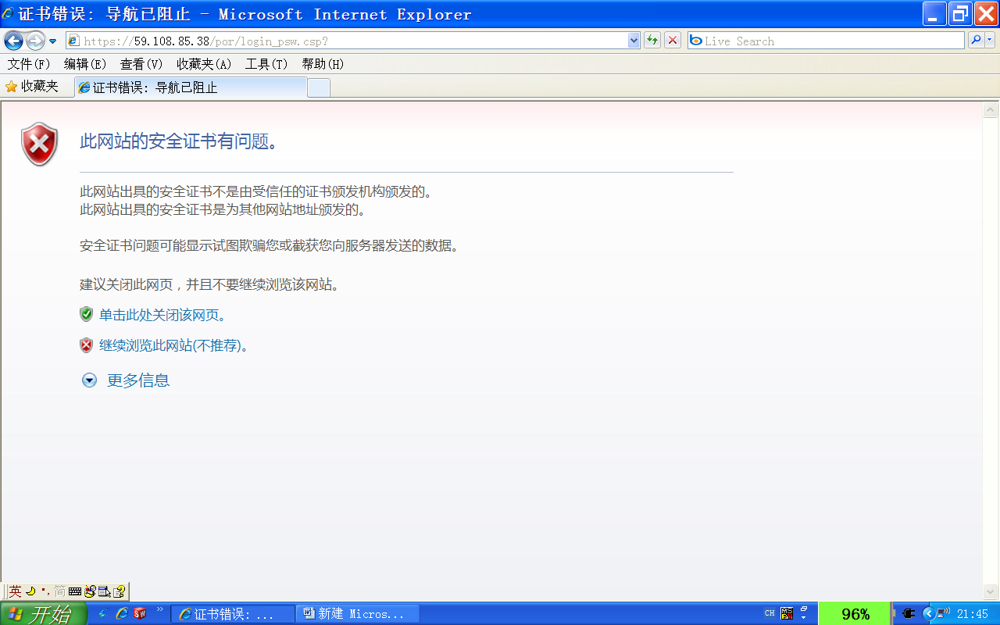 证书错误: 导航已阻止 - Microsoft Internet Explorer
https://59.108.85.38/por/login_psw.csp?
Live Search
文件(F) 编辑(E) 查看(V) 收藏夹(A) 工具(T) 帮助(H)
收藏夹 证书错误: 导航已阻止
此网站的安全证书有问题。
此网站出具的安全证书不是由受信任的证书颁发机构颁发的。
此网站出具的安全证书是为其他网站地址颁发的。
安全证书问题可能显示试图欺骗您或截获您向服务器发送的数据。
建议关闭此网页，并且不要继续浏览该网站。
单击此处关闭该网页。
继续浏览此网站(不推荐)。
更多信息
英 简
开始 SW 证书错误: ... 新建 Micros... CH 96% 21:45